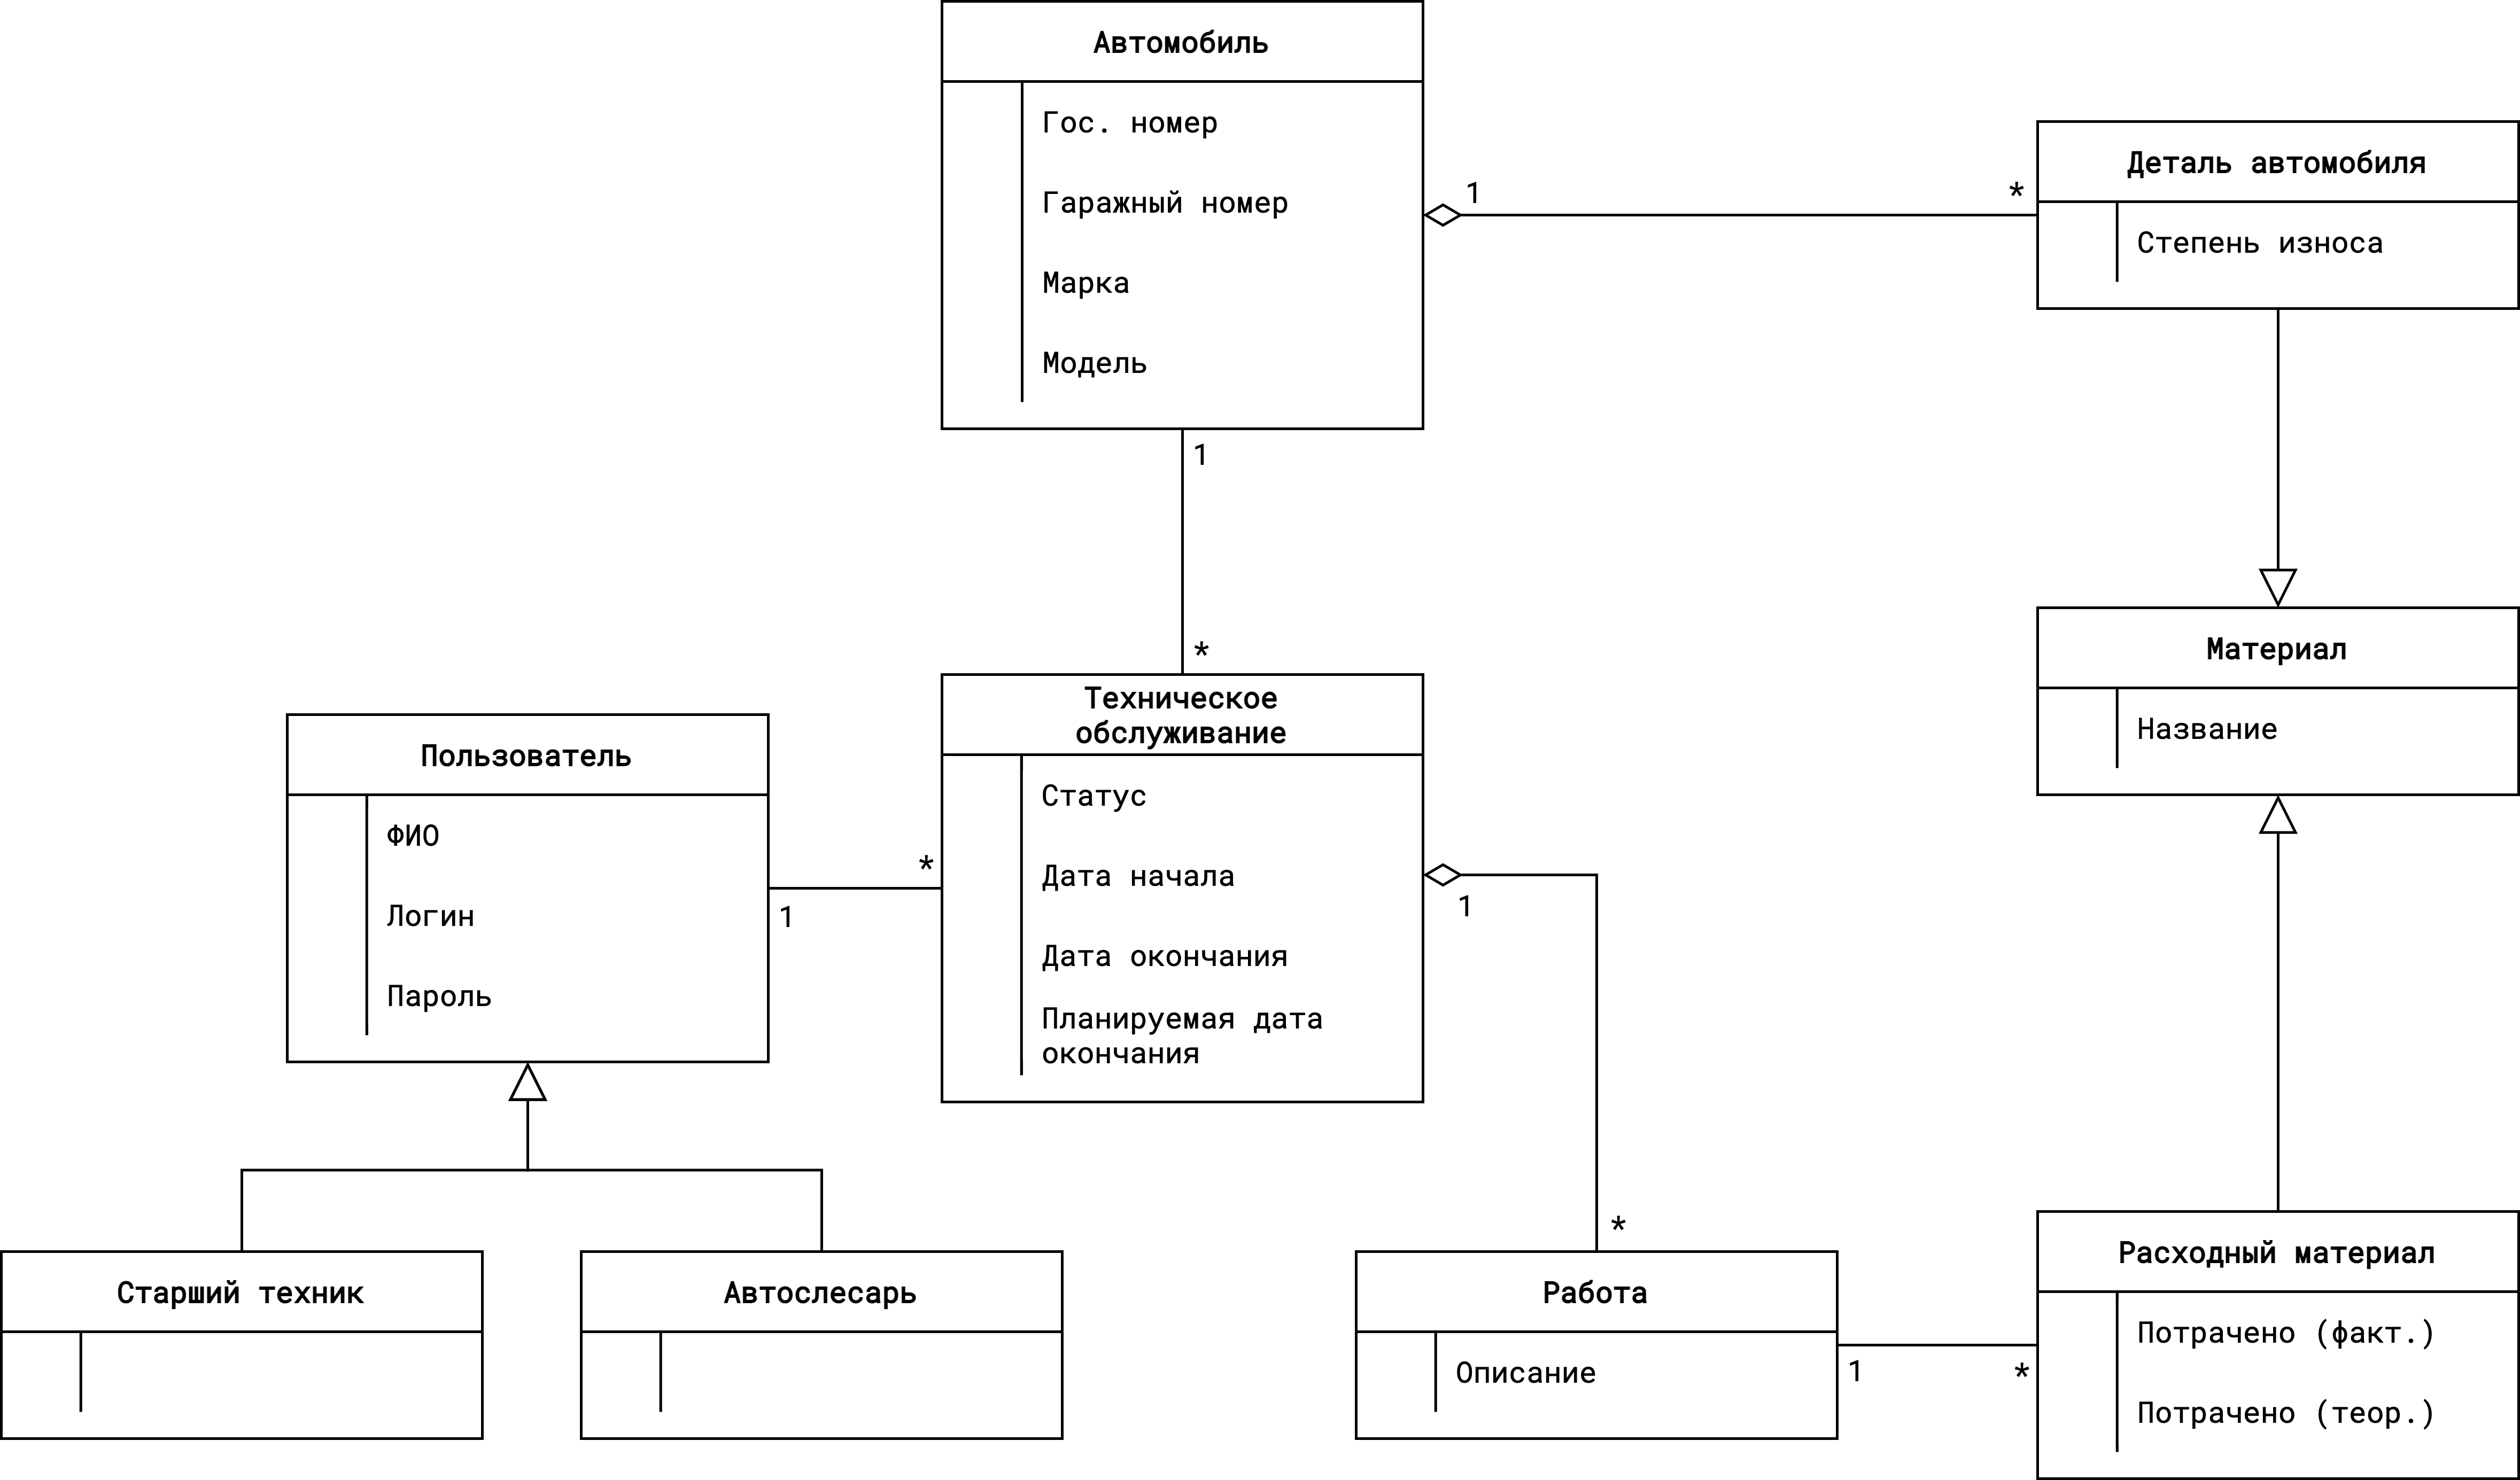 Автомобиль
Гос. номер
Гаражный номер
Марка
Модель
1
*
Деталь автомобиля
Степень износа
1
*
Материал
Название
Техническое
обслуживание
Статус
Дата начала
Дата окончания
Планируемая дата
окончания
Пользователь
ФИО
Логин
Пароль
*
1
1
*
Старший техник
Автослесарь
Работа
Описание
1
*
Расходный материал
Потрачено (факт.)
Потрачено (теор.)